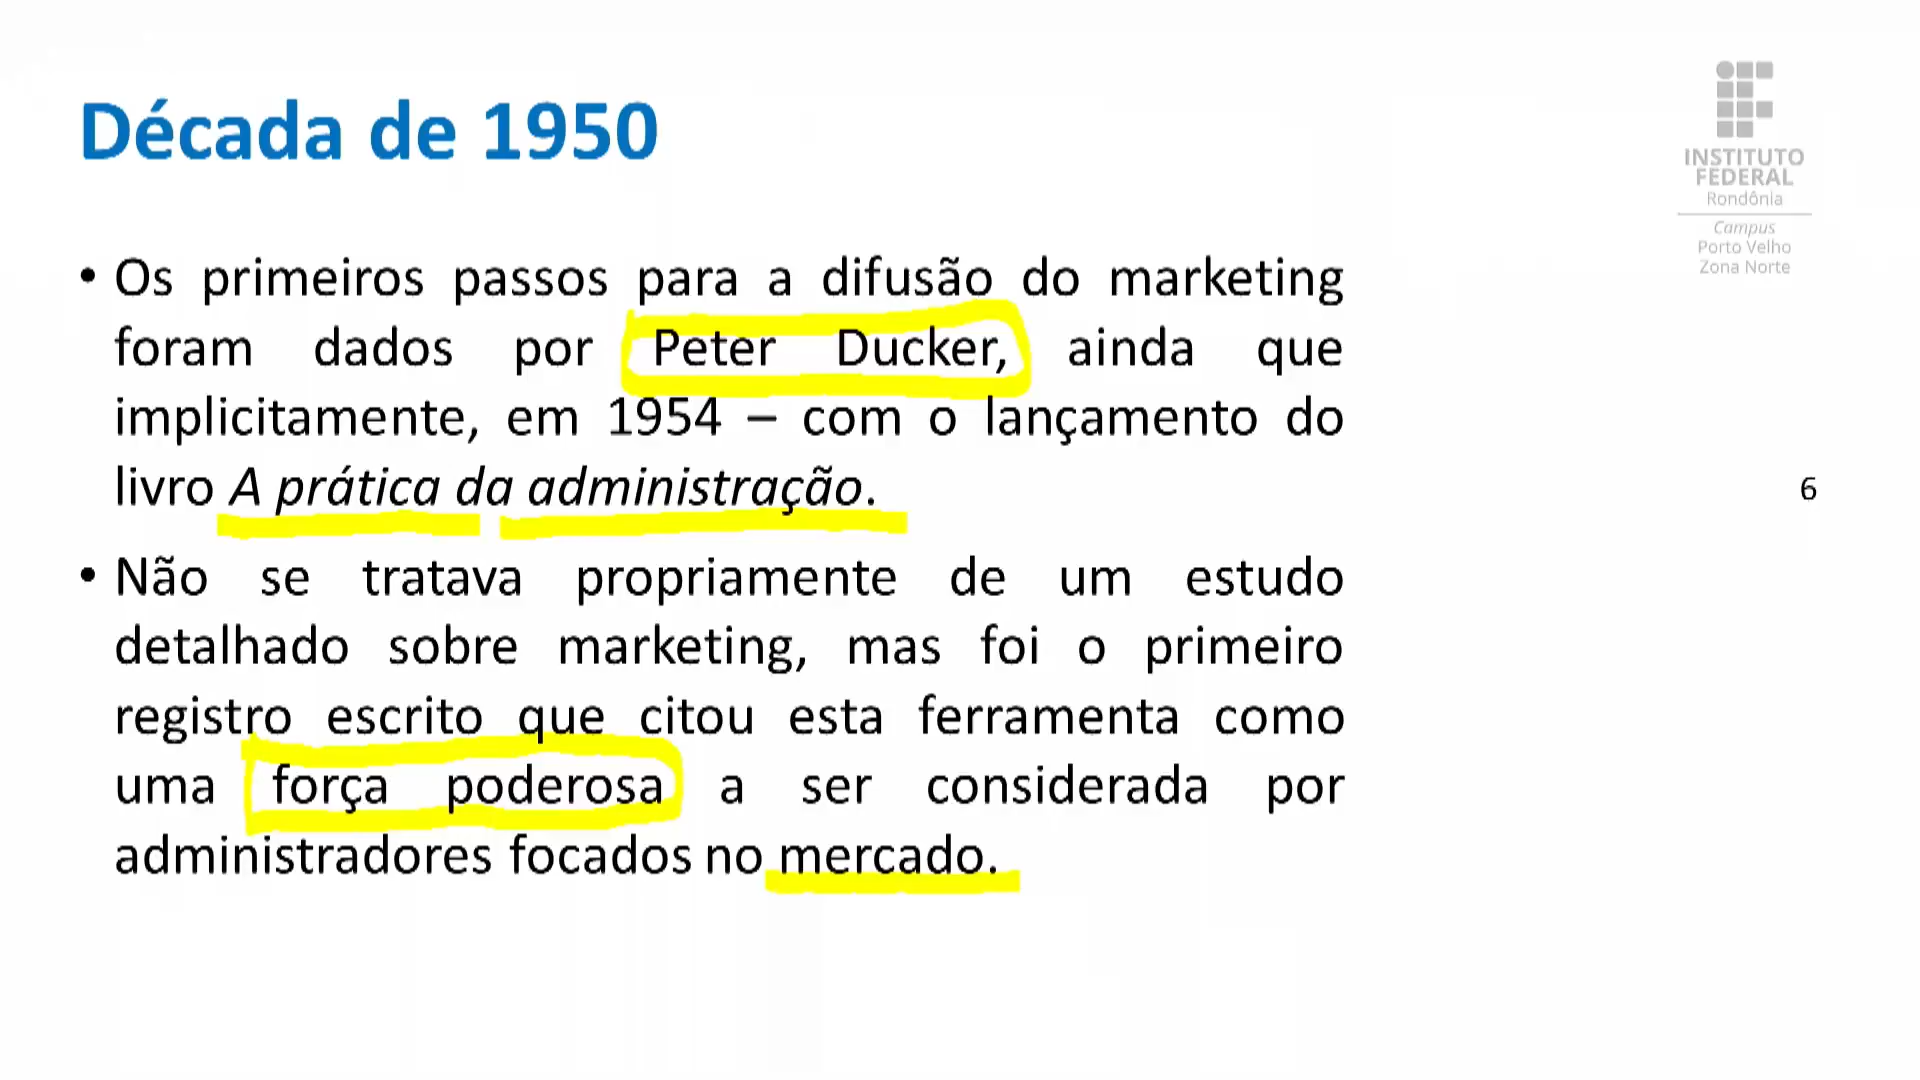 Década de 1950
INSTITUTO
FEDERAL
Rondônia
Campus
Porto Velho
Zona Norte
• Os primeiros passos para a difusão do marketing
foram dados por Peter Ducker, ainda que
implicitamente, em 1954 – com o lançamento do
livro A prática da administração.
6
• Não se tratava propriamente de um estudo
detalhado sobre marketing, mas foi o primeiro
registro escrito que citou esta ferramenta como
uma força poderosa a ser considerada por
administradores focados no mercado.